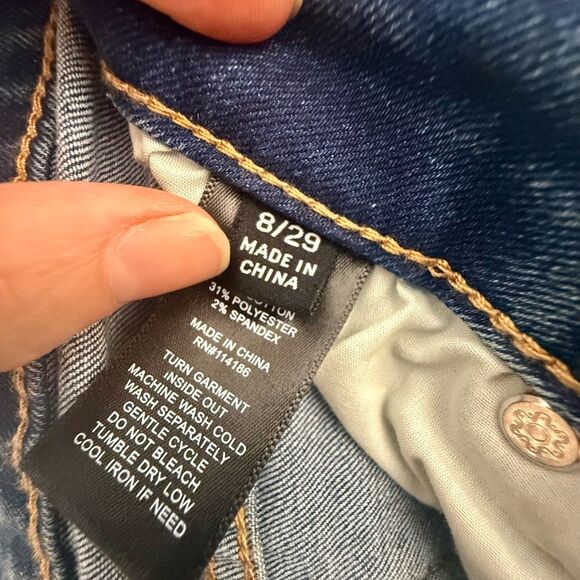 8/29
MADE IN
CHINA
COTTON
31% POLYESTER
2% SPANDEX
MADE IN CHINA
RN#114186
TURN GARMENT
INSIDE OUT
MACHINE WASH COLD
WASH SEPARATELY
GENTLE CYCLE
DO NOT BLEACH
TUMBLE DRY LOW
COOL IRON IF NEED